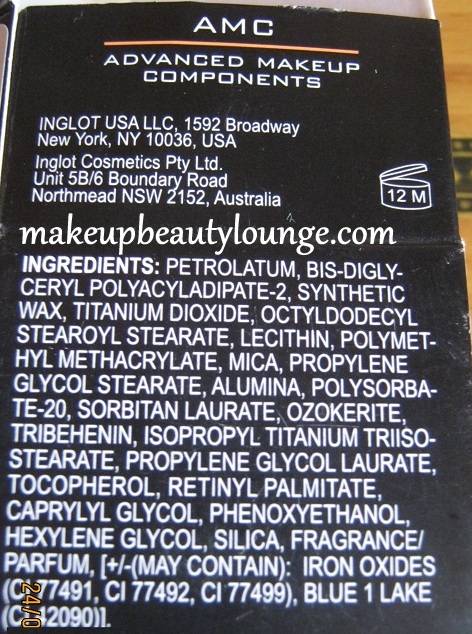 AMC
ADVANCED MAKEUP
COMPONENTS
INGLOT USA LLC, 1592 Broadway
New York, NY 10036, USA
Inglot Cosmetics Pty Ltd.
Unit 5B/6 Boundary Road
Northmead NSW 2152, Australia
12 M
makeupbeautylounge.com
INGREDIENTS: PETROLATUM, BIS-DIGLY-
CERYL POLYACYLADIPATE-2, SYNTHETIC
WAX, TITANIUM DIOXIDE, OCTYLDODECYL
STEAROYL STEARATE, LECITHIN, POLYMET-
HYL METHACRYLATE, MICA, PROPYLENE
GLYCOL STEARATE, ALUMINA, POLYSORBA-
TE-20, SORBITAN LAURATE, OZOKERITE,
TRIBEHENIN, ISOPROPYL TITANIUM TRIISO-
STEARATE, PROPYLENE GLYCOL LAURATE,
TOCOPHEROL, RETINYL PALMITATE,
CAPRYLYL GLYCOL, PHENOXYETHANOL,
HEXYLENE GLYCOL, SILICA, FRAGRANCE/
PARFUM, [+/-(MAY CONTAIN): IRON OXIDES
(CI 77491, CI 77492, CI 77499), BLUE 1 LAKE
(CI 42090)].